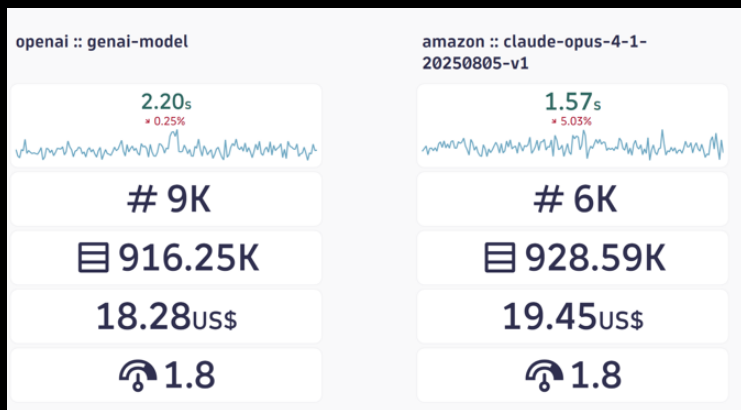 openai :: genai-model
2.20s
0.25%
# 9K
916.25K
18.28US$
1.8
amazon :: claude-opus-4-1-
20250805-v1
1.57s
5.03%
# 6K
928.59K
19.45US$
1.8